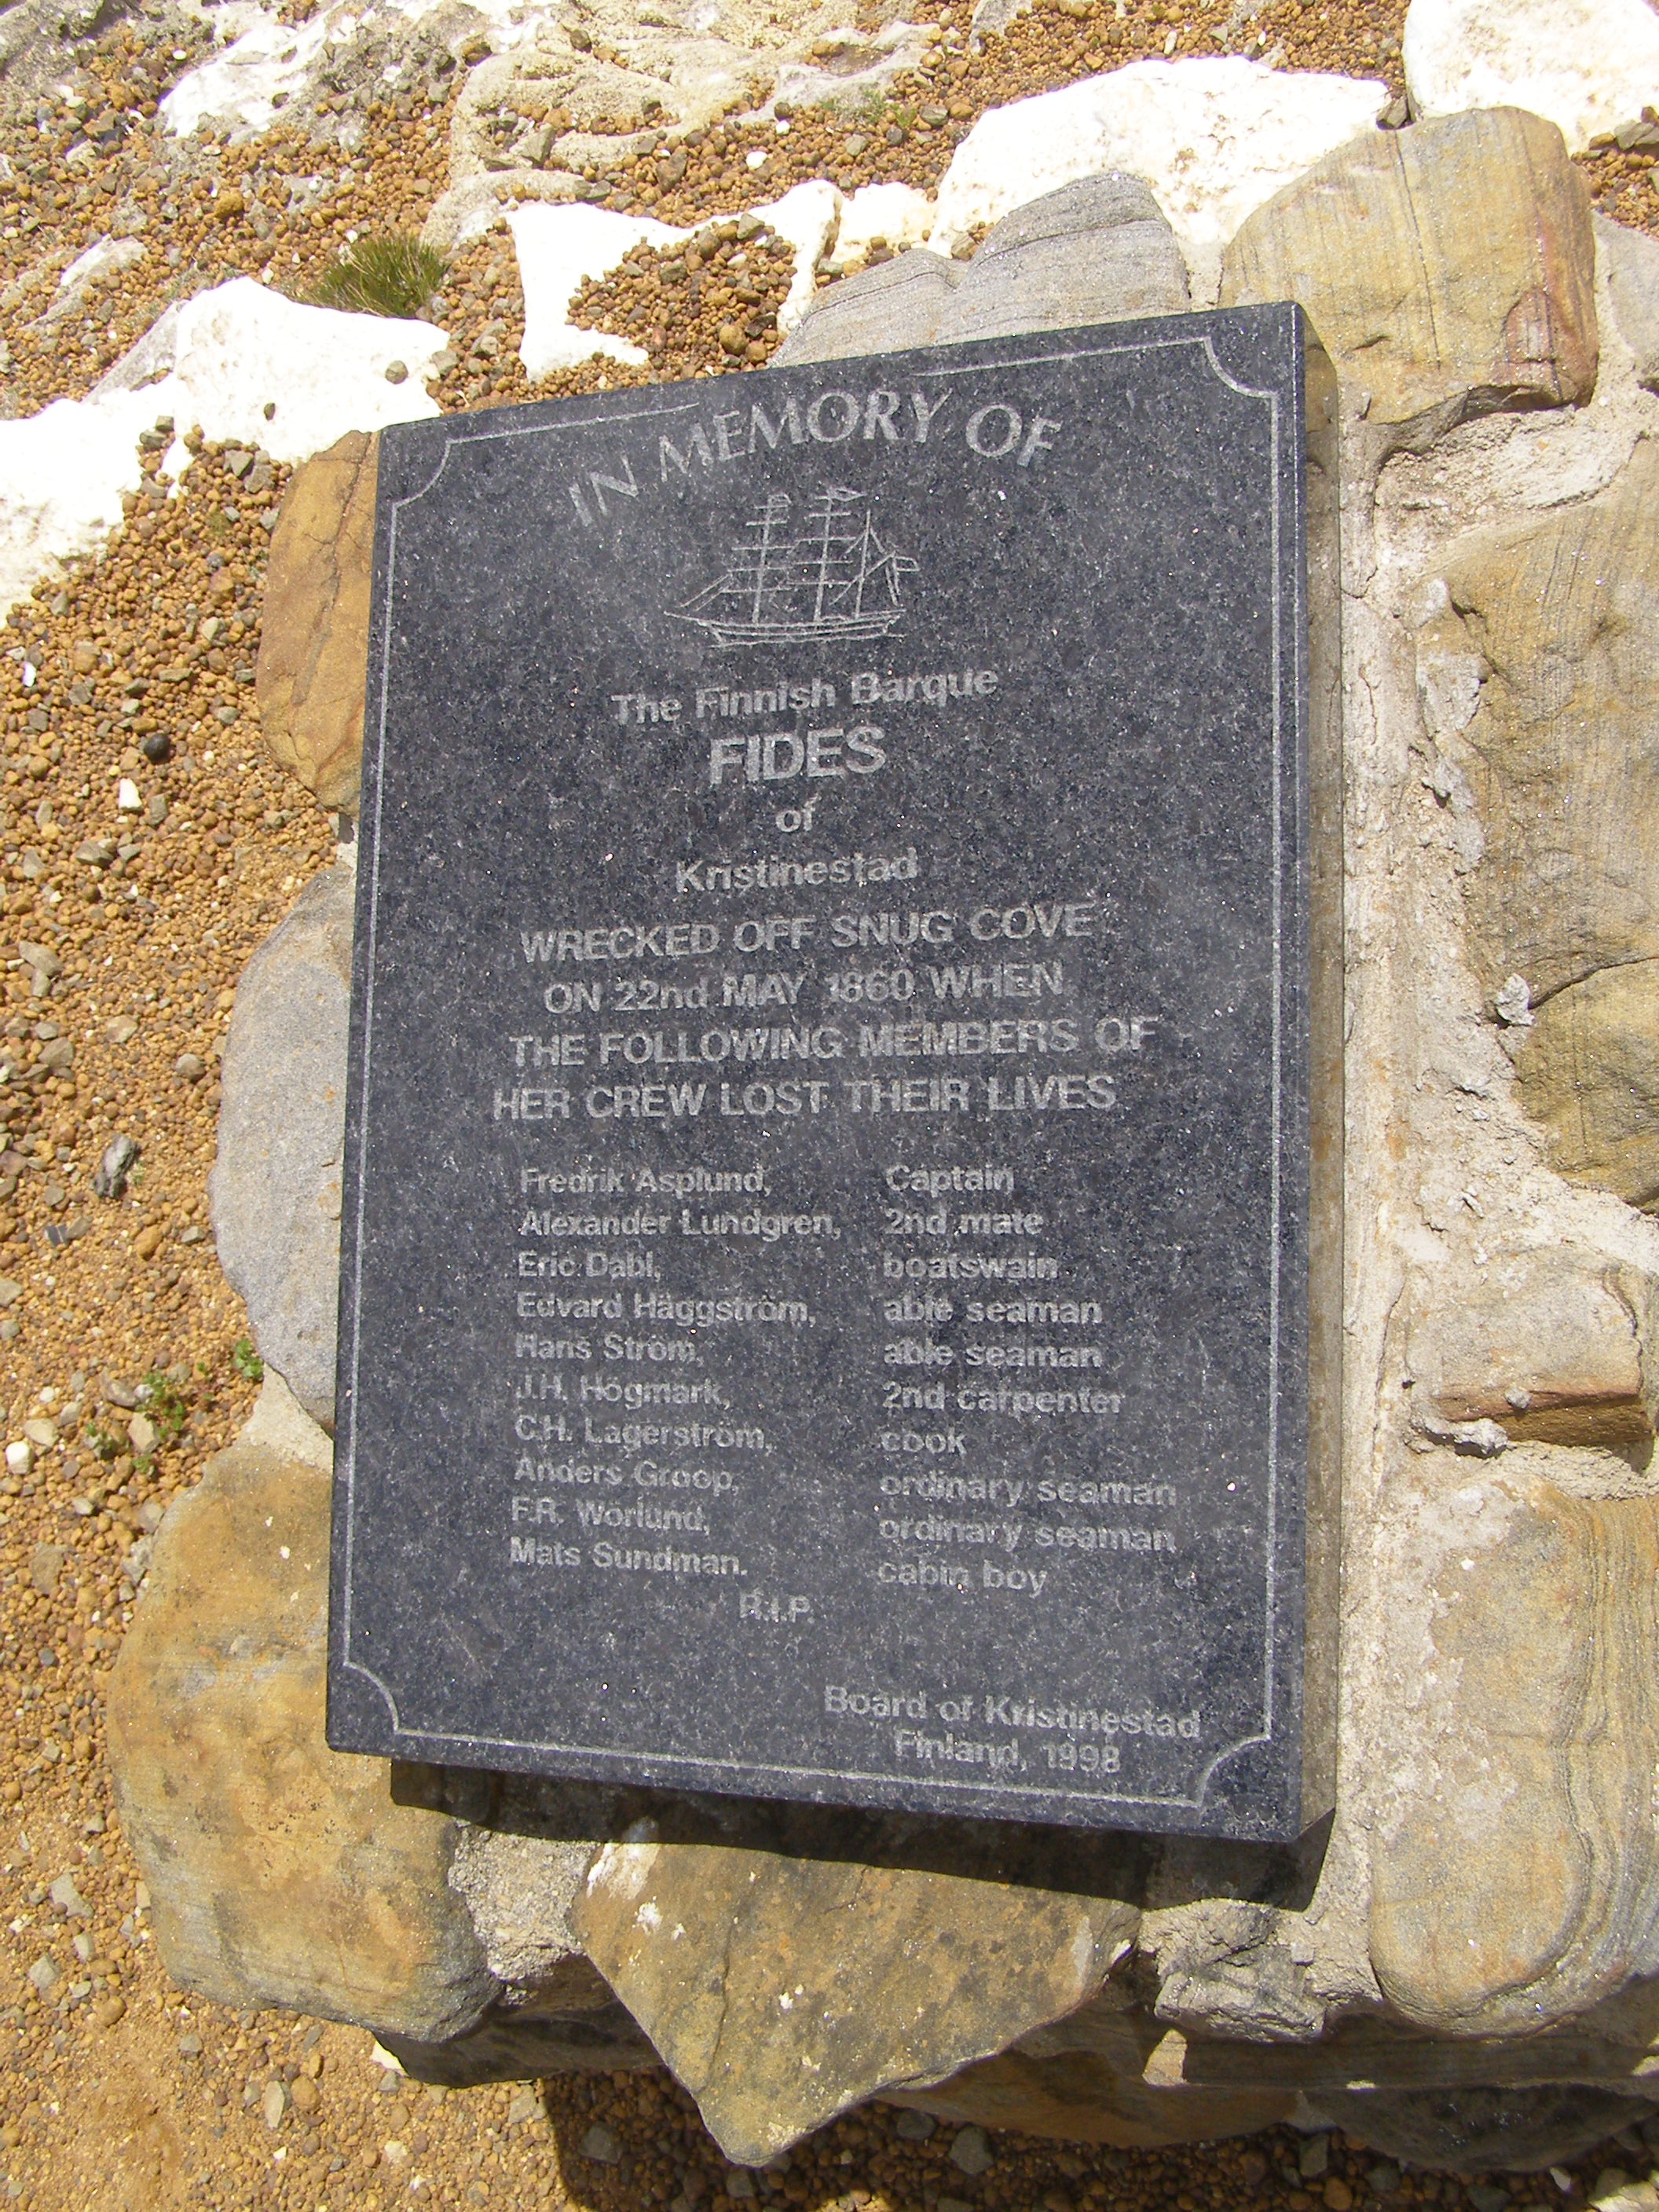 IN MEMORY OF
The Finnish Barque
FIDES
of
Kristinestad
WRECKED OFF SNUG COVE
ON 22nd MAY 1860 WHEN
THE FOLLOWING MEMBERS OF
HER CREW LOST THEIR LIVES
Fredrik Asplund, Captain
Alexander Lundgren, 2nd mate
Eric Dahl, boatswain
Edvard Häggström, able seaman
Hans Ström, able seaman
J.H. Högmark, 2nd carpenter
C.H. Lagerström, cook
Anders Groop, ordinary seaman
F.R. Wörlund, ordinary seaman
Mats Sundman. cabin boy
R.I.P.
Board of Kristinestad
Finland, 1998